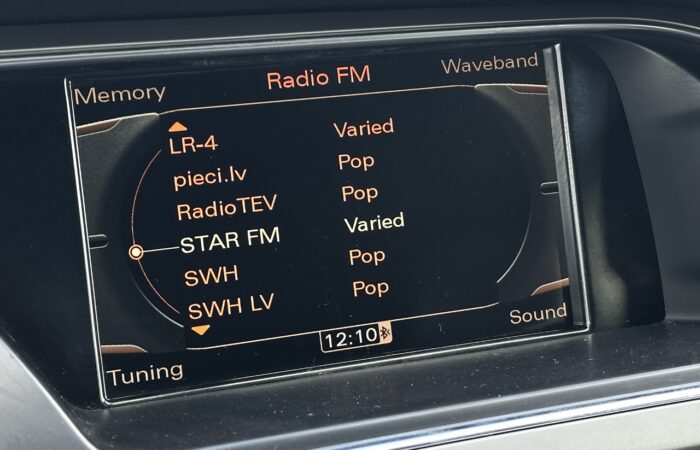 Memory Radio FM Waveband
LR-4 Varied
pieci.lv Pop
RadioTEV Pop
STAR FM Varied
SWH Pop
SWH LV Pop
12:10
Tuning Sound